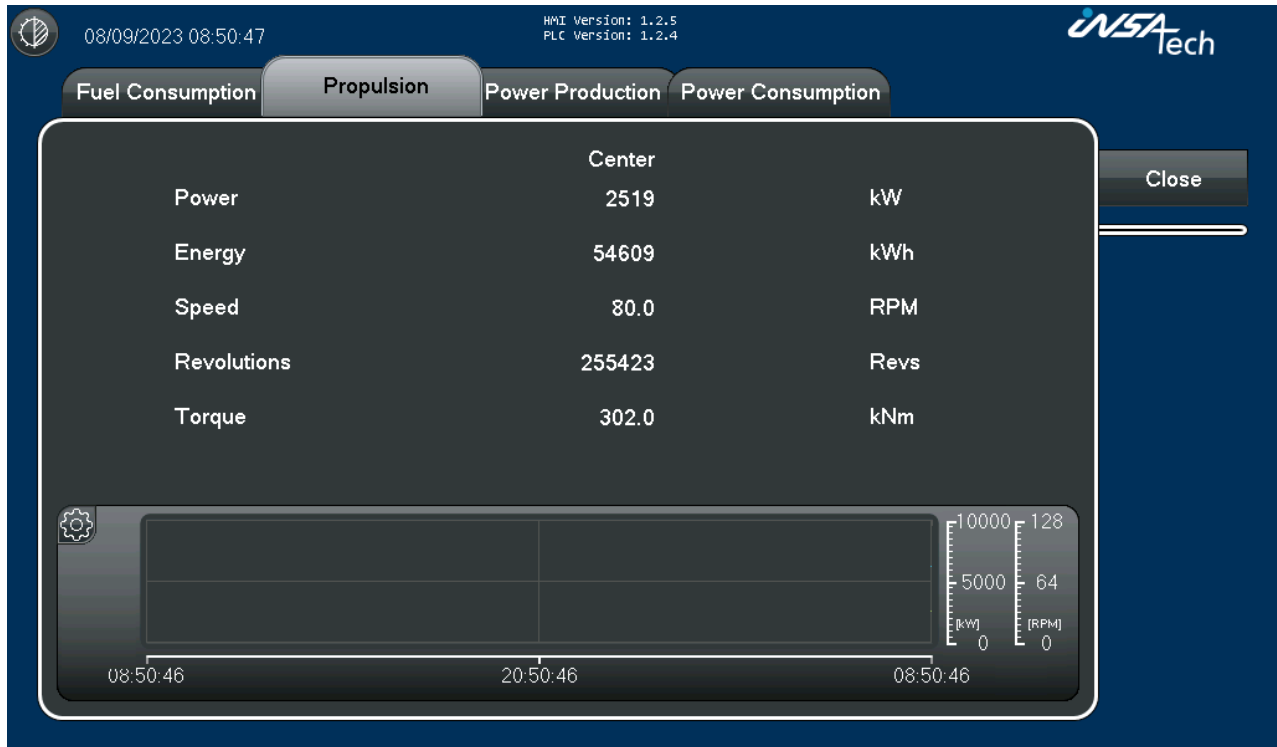 08/09/2023 08:50:47
HMI Version: 1.2.5
PLC Version: 1.2.4
iNSA Tech
Fuel Consumption Propulsion Power Production Power Consumption
Close
Center
Power 2519 kW
Energy 54609 kWh
Speed 80.0 RPM
Revolutions 255423 Revs
Torque 302.0 kNm
10000 128
5000 64
[kW] [RPM]
0 0
08:50:46 20:50:46 08:50:46